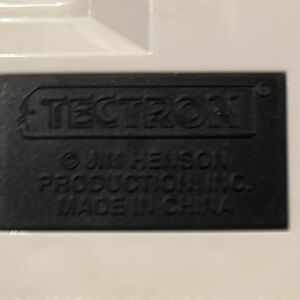 TECTRON®
© JIM HENSON
PRODUCTION, INC.
MADE IN CHINA